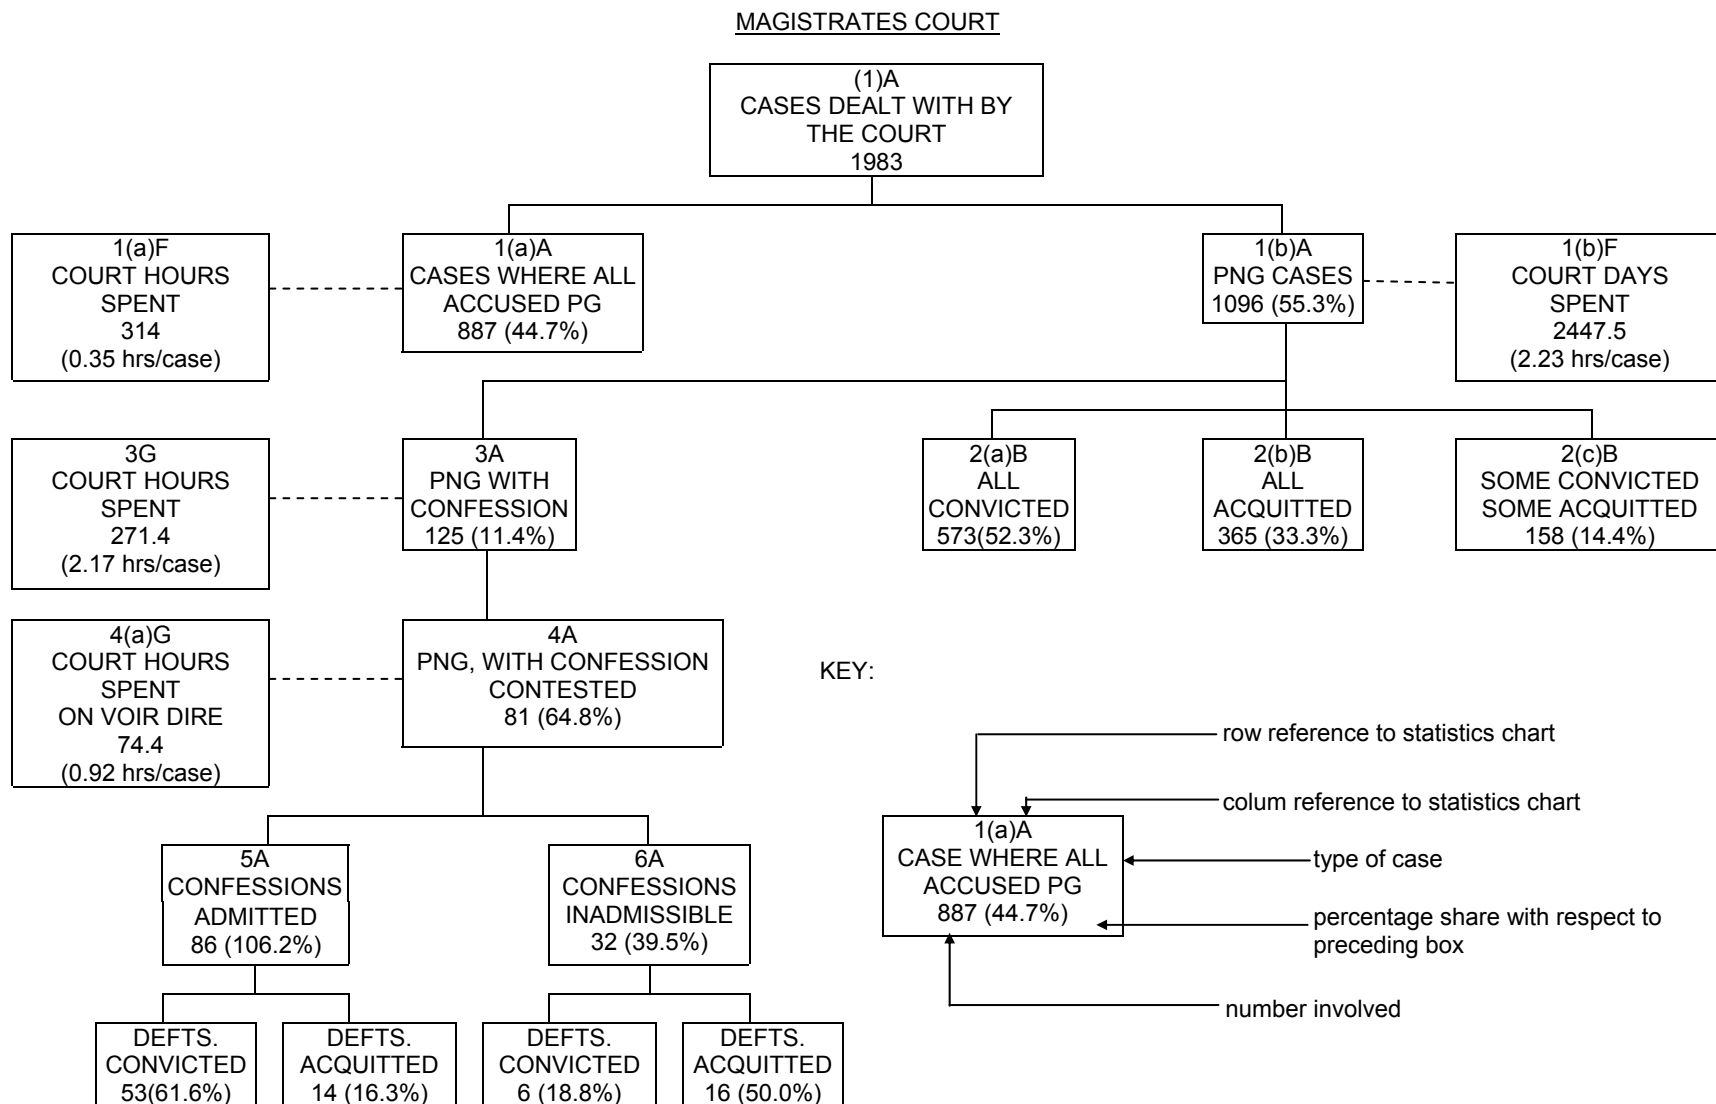 MAGISTRATES COURT
(1)A
CASES DEALT WITH BY
THE COURT
1983
1(a)F
COURT HOURS
SPENT
314
(0.35 hrs/case)
1(a)A
CASES WHERE ALL
ACCUSED PG
887 (44.7%)
1(b)A
PNG CASES
1096 (55.3%)
1(b)F
COURT DAYS
SPENT
2447.5
(2.23 hrs/case)
3G
COURT HOURS
SPENT
271.4
(2.17 hrs/case)
3A
PNG WITH
CONFESSION
125 (11.4%)
2(a)B
ALL
CONVICTED
573(52.3%)
2(b)B
ALL
ACQUITTED
365 (33.3%)
2(c)B
SOME CONVICTED
SOME ACQUITTED
158 (14.4%)
4(a)G
COURT HOURS
SPENT
ON VOIR DIRE
74.4
(0.92 hrs/case)
4A
PNG, WITH CONFESSION
CONTESTED
81 (64.8%)
5A
CONFESSIONS
ADMITTED
86 (106.2%)
6A
CONFESSIONS
INADMISSIBLE
32 (39.5%)
DEFTS.
CONVICTED
53(61.6%)
DEFTS.
ACQUITTED
14 (16.3%)
DEFTS.
CONVICTED
6 (18.8%)
DEFTS.
ACQUITTED
16 (50.0%)
KEY:
row reference to statistics chart
colum reference to statistics chart
1(a)A
CASE WHERE ALL
ACCUSED PG
887 (44.7%)
type of case
percentage share with respect to
preceding box
number involved